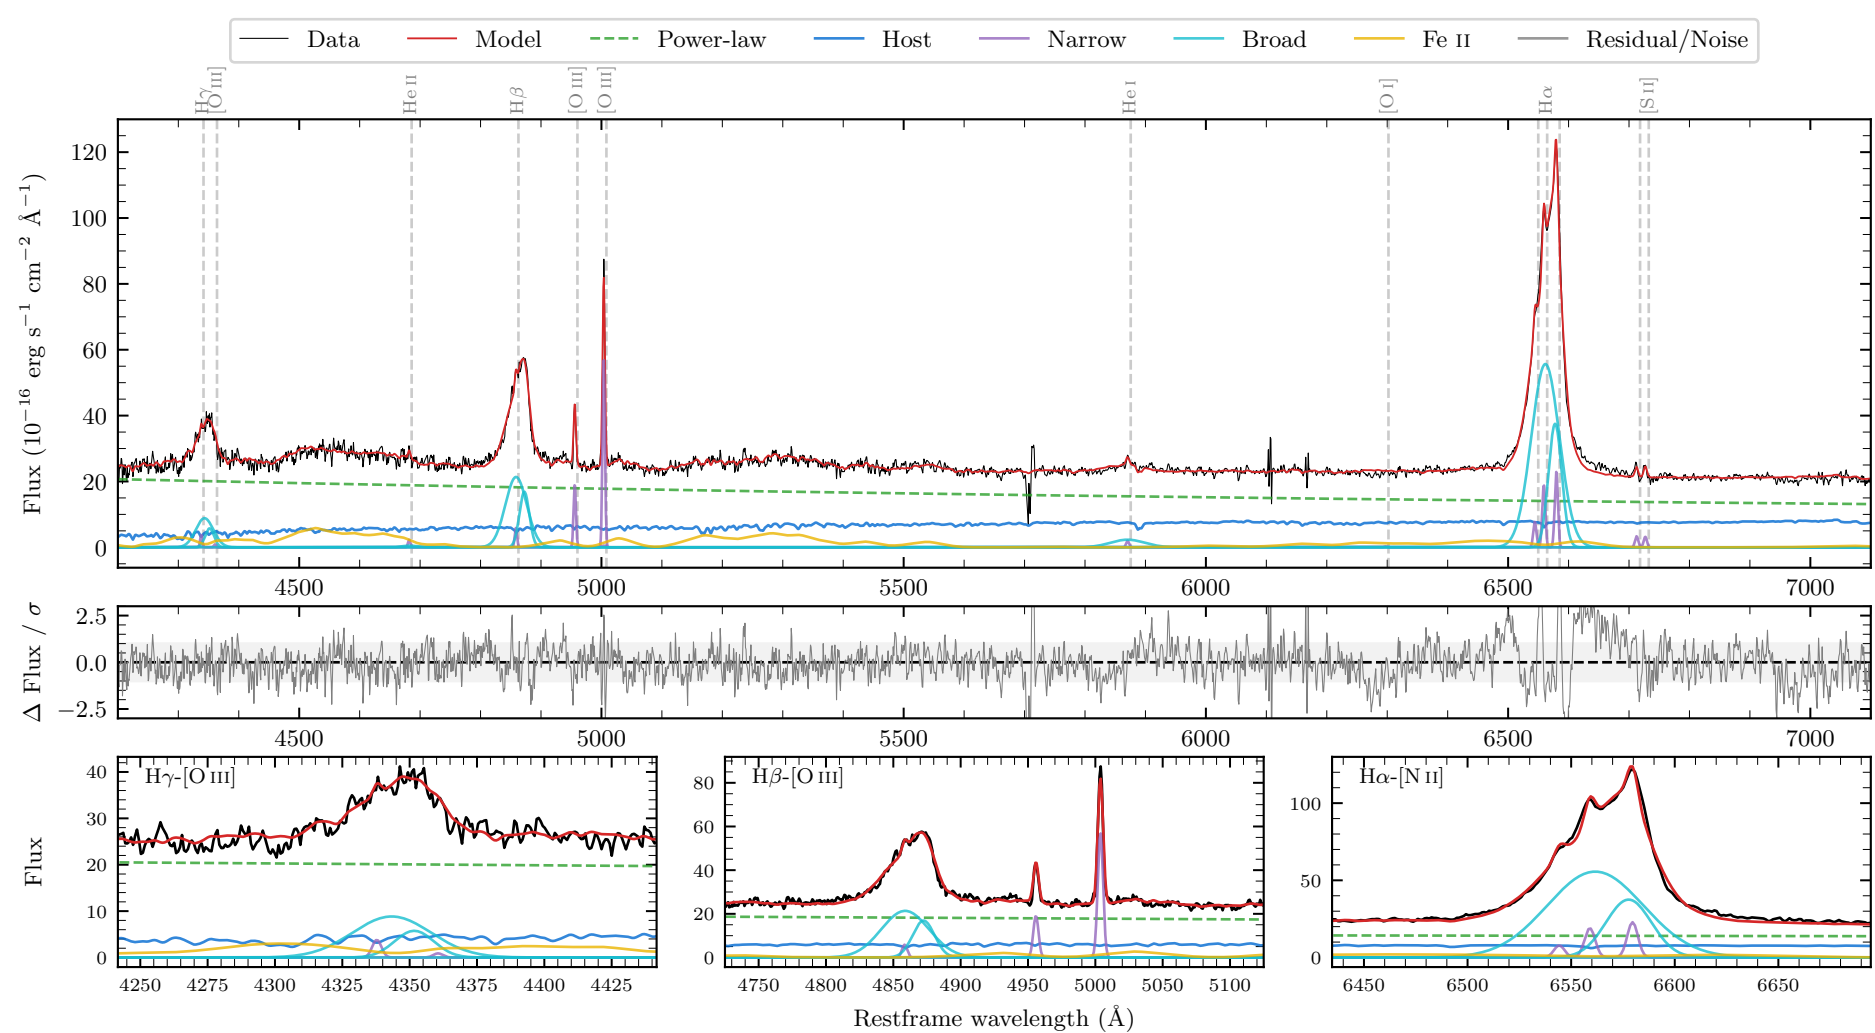 Data Model Power-law Host Narrow Broad Fe II Residual/Noise
Hγ [O III] He II Hβ [O III] [O III] He I [O I] Hα [S II]
Flux (10⁻¹⁶ erg s⁻¹ cm⁻² Å⁻¹)
120
100
80
60
40
20
0
4500 5000 5500 6000 6500 7000
Δ Flux / σ
2.5
0.0
−2.5
4500 5000 5500 6000 6500 7000
Flux
Hγ-[O III]
40
30
20
10
0
4250 4275 4300 4325 4350 4375 4400 4425
Hβ-[O III]
80
60
40
20
0
4750 4800 4850 4900 4950 5000 5050 5100
Hα-[N II]
100
50
0
6450 6500 6550 6600 6650
Restframe wavelength (Å)